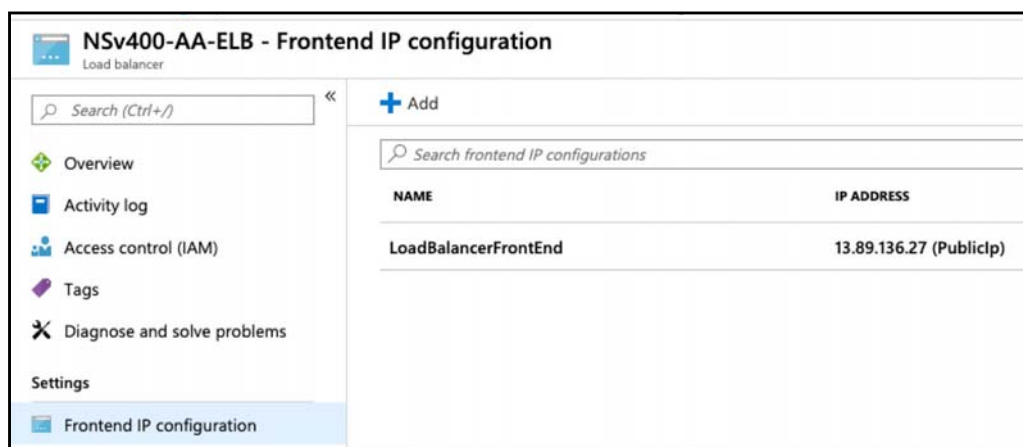 NSv400-AA-ELB - Frontend IP configuration
Load balancer
Search (Ctrl+/)
«
Overview
Activity log
Access control (IAM)
Tags
Diagnose and solve problems
Settings
Frontend IP configuration
Add
Search frontend IP configurations
NAME IP ADDRESS
LoadBalancerFrontEnd 13.89.136.27 (PublicIp)